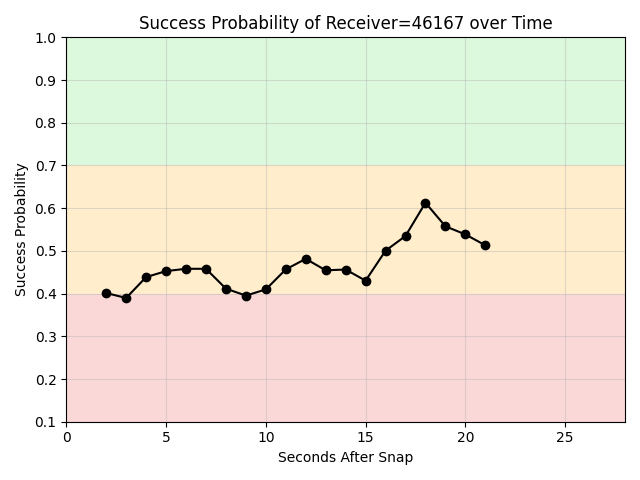 Success Probability of Receiver=46167 over Time
1.0
0.9
0.8
0.7
0.6
0.5
0.4
0.3
0.2
0.1
Success Probability
0 5 10 15 20 25
Seconds After Snap